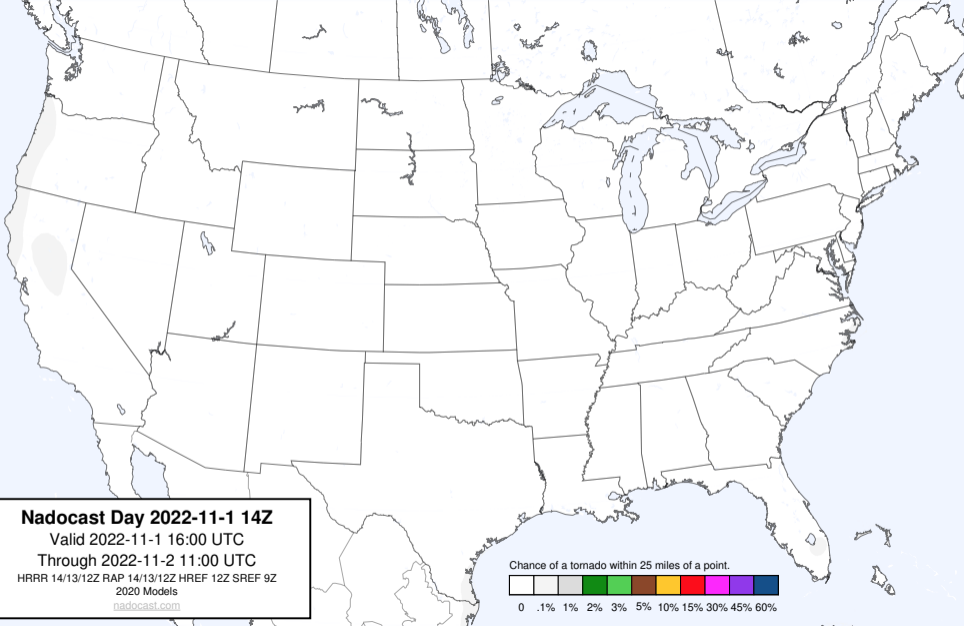 Nadocast Day 2022-11-1 14Z
Valid 2022-11-1 16:00 UTC
Through 2022-11-2 11:00 UTC
HRRR 14/13/12Z RAP 14/13/12Z HREF 12Z SREF 9Z
2020 Models
nadocast.com
Chance of a tornado within 25 miles of a point.
0 .1% 1% 2% 3% 5% 10% 15% 30% 45% 60%